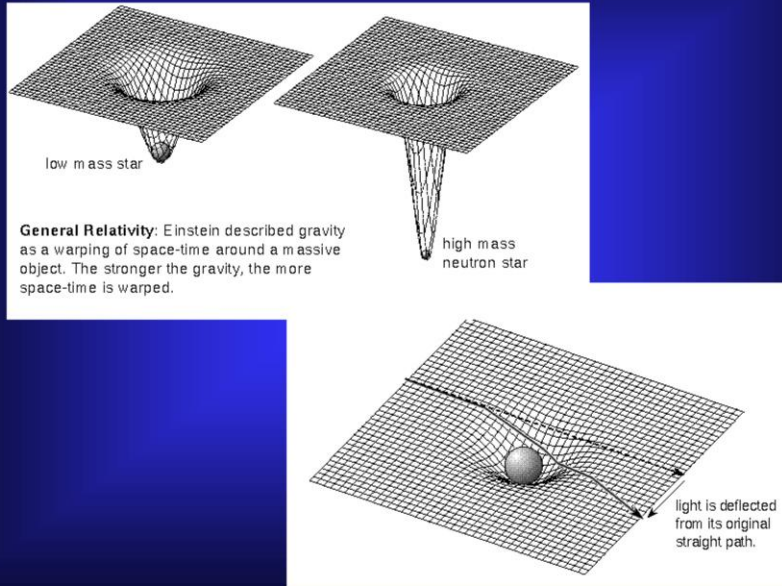 low mass star
General Relativity: Einstein described gravity
as a warping of space-time around a massive
object. The stronger the gravity, the more
space-time is warped.
high mass
neutron star
light is deflected
from its original
straight path.